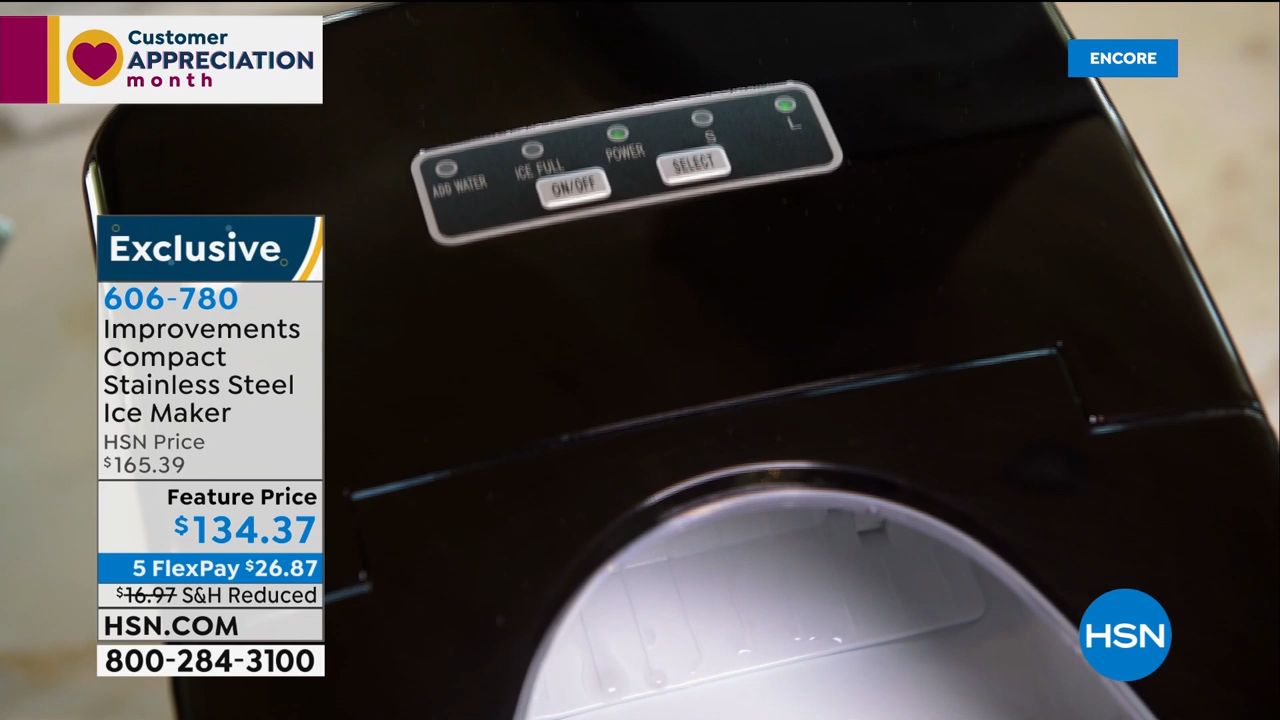 Customer
APPRECIATION
month
ENCORE
ADD WATER
ICE FULL
POWER
S
L
ON/OFF
SELECT
Exclusive
606-780
Improvements
Compact
Stainless Steel
Ice Maker
HSN Price
$165.39
Feature Price
$134.37
5 FlexPay $26.87
$16.97 S&H Reduced
HSN.COM
800-284-3100
HSN